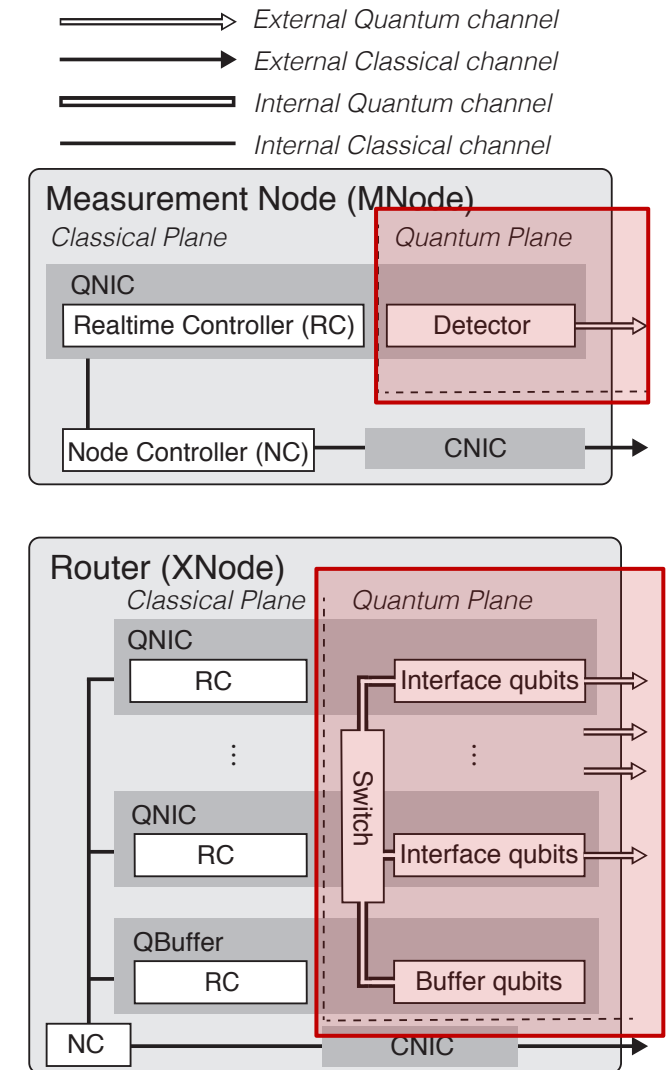 External Quantum channel
External Classical channel
Internal Quantum channel
Internal Classical channel
Measurement Node (MNode)
Classical Plane
Quantum Plane
QNIC
Realtime Controller (RC)
Detector
Node Controller (NC)
CNIC
Router (XNode)
Classical Plane
Quantum Plane
QNIC
RC
Interface qubits
⋮
⋮
Switch
QNIC
RC
Interface qubits
QBuffer
RC
Buffer qubits
NC
CNIC